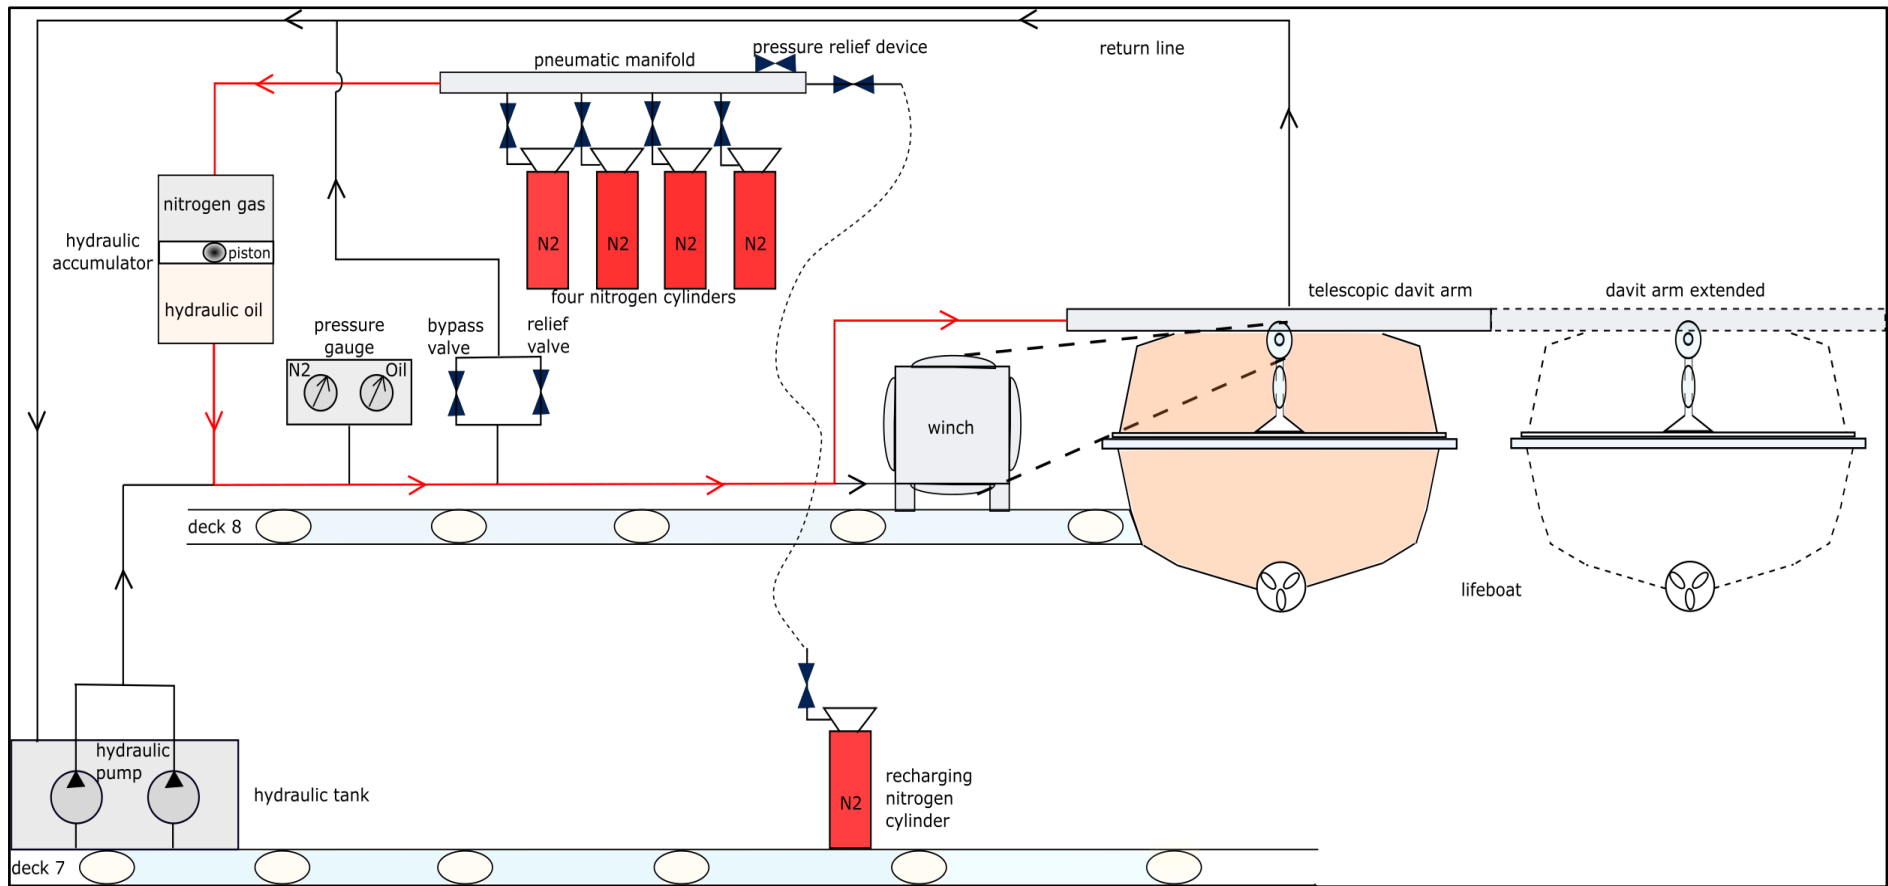 pressure relief device
return line
pneumatic manifold
nitrogen gas
piston
hydraulic
accumulator
hydraulic oil
N2
N2
N2
N2
four nitrogen cylinders
telescopic davit arm
davit arm extended
pressure
gauge
N2
Oil
bypass
valve
relief
valve
winch
deck 8
lifeboat
hydraulic
pump
hydraulic tank
N2
recharging
nitrogen
cylinder
deck 7